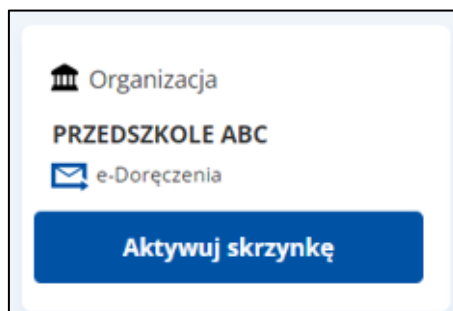 Organizacja
PRZEDSZKOLE ABC
e-Doręczenia
Aktywuj skrzynkę